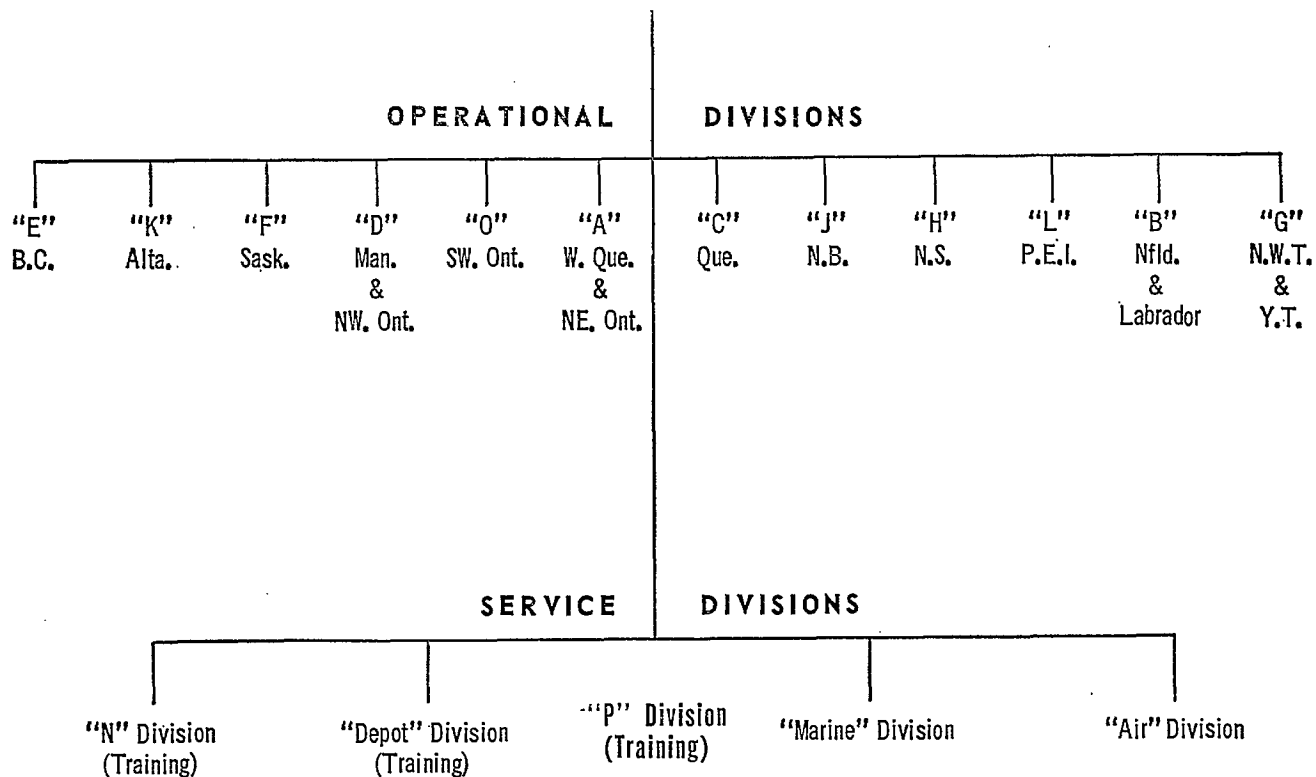 OPERATIONAL DIVISIONS
“E” “K” “F” “D” “O” “A” “C” “J” “H” “L” “B” “G”
B.C. Alta. Sask. Man. SW. Ont. W. Que. Que. N.B. N.S. P.E.I. Nfld. N.W.T.
& & & &
NW. Ont. NE. Ont. Labrador Y.T.
SERVICE DIVISIONS
“N” Division “Depot” Division “P” Division “Marine” Division “Air” Division
(Training) (Training) (Training)